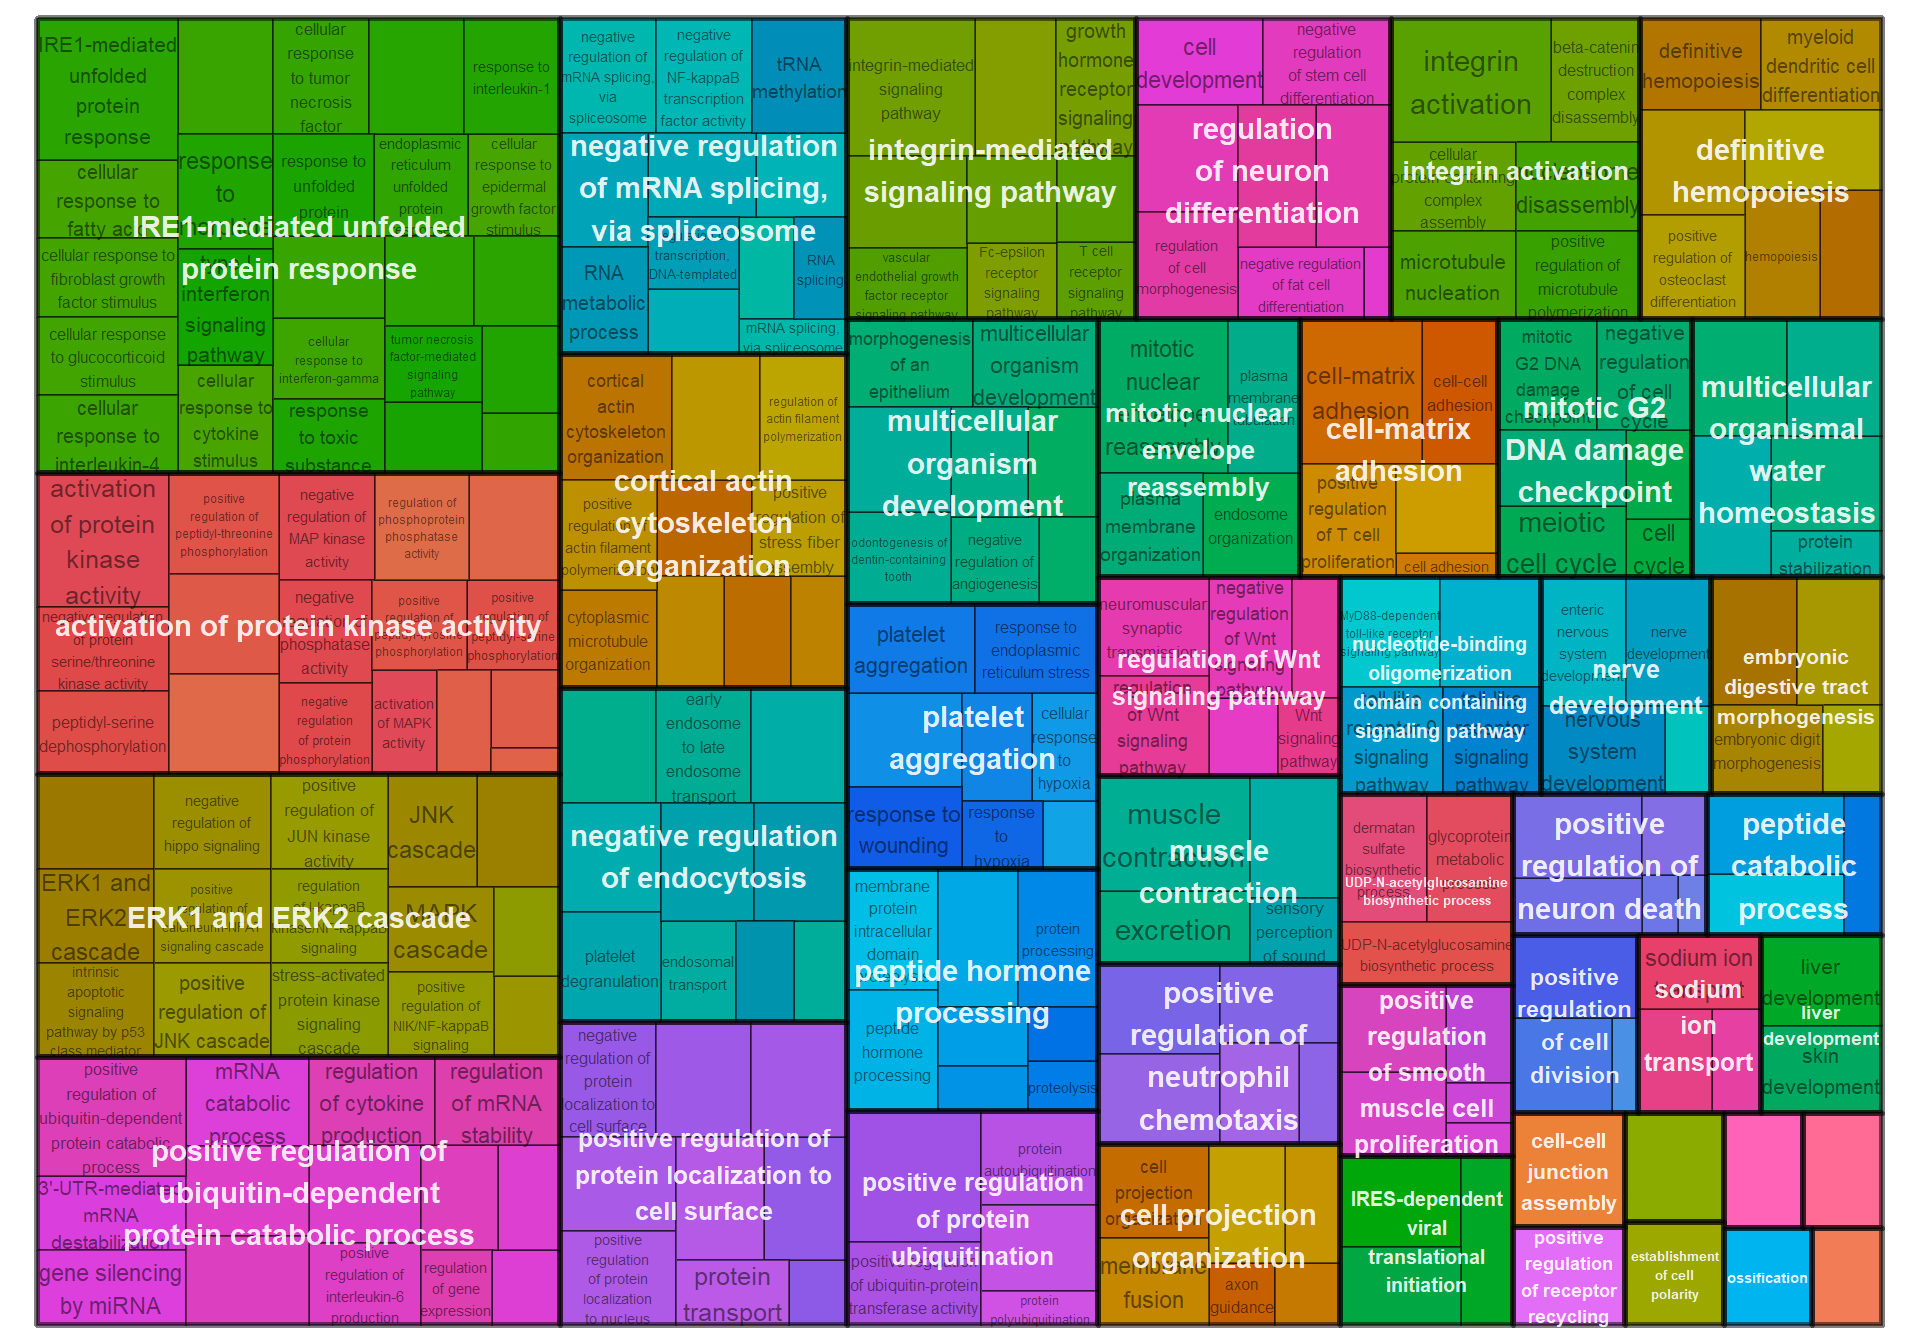 IRE1-mediated
unfolded
protein
response
cellular
response
to tumor
necrosis
factor
response to
interleukin-1
cellular
response to
fatty acid
response
to
response to
unfolded
protein
endoplasmic
reticulum
unfolded
protein
response
cellular
response to
epidermal
growth factor
stimulus
IRE1-mediated unfolded
protein response
cellular response to
fibroblast growth
factor stimulus
type I
interferon
signaling
pathway
cellular response
to glucocorticoid
stimulus
cellular
response to
interferon-gamma
tumor necrosis
factor-mediated
signaling
pathway
cellular
response to
interleukin-4
cellular
response to
cytokine
stimulus
response
to toxic
substance
activation
of protein
kinase
activity
positive
regulation of
peptidyl-threonine
phosphorylation
negative
regulation of
MAP kinase
activity
regulation of
phosphoprotein
phosphatase
activity
negative regulation
of protein
serine/threonine
kinase activity
negative
regulation of
phosphatase
activity
positive
regulation of
peptidyl-tyrosine
phosphorylation
positive
regulation of
peptidyl-serine
phosphorylation
activation of protein kinase activity
peptidyl-serine
dephosphorylation
negative
regulation
of protein
phosphorylation
activation
of MAPK
activity
negative
regulation of
hippo signaling
positive
regulation of
JUN kinase
activity
JNK
cascade
ERK1 and
ERK2
cascade
positive
regulation of
calcineurin-NFAT
signaling cascade
regulation
of I-kappaB
kinase/NF-kappaB
signaling
MAPK
cascade
ERK1 and ERK2 cascade
intrinsic
apoptotic
signaling
pathway by p53
class mediator
positive
regulation of
JNK cascade
stress-activated
protein kinase
signaling
cascade
positive
regulation of
NIK/NF-kappaB
signaling
positive
regulation of
ubiquitin-dependent
protein catabolic
process
mRNA
catabolic
process
regulation
of cytokine
production
regulation
of mRNA
stability
positive regulation of
ubiquitin-dependent
protein catabolic process
3'-UTR-mediated
mRNA
destabilization
gene silencing
by miRNA
positive
regulation of
interleukin-6
production
regulation
of gene
expression
negative
regulation of
mRNA splicing,
via
spliceosome
negative
regulation of
NF-kappaB
transcription
factor activity
tRNA
methylation
negative regulation
of mRNA splicing,
via spliceosome
RNA
metabolic
process
transcription,
DNA-templated
RNA
splicing
mRNA splicing,
via spliceosome
cortical
actin
cytoskeleton
organization
regulation of
actin filament
polymerization
cortical actin
cytoskeleton
organization
positive
regulation of
actin filament
polymerization
positive
regulation of
stress fiber
assembly
cytoplasmic
microtubule
organization
early
endosome
to late
endosome
transport
negative regulation
of endocytosis
platelet
degranulation
endosomal
transport
negative
regulation of
protein
localization to
cell surface
positive regulation of
protein localization to
cell surface
positive
regulation
of protein
localization
to nucleus
protein
transport
integrin-mediated
signaling
pathway
growth
hormone
receptor
signaling
pathway
integrin-mediated
signaling pathway
vascular
endothelial growth
factor receptor
signaling pathway
Fc-epsilon
receptor
signaling
pathway
T cell
receptor
signaling
pathway
cell
development
negative
regulation
of stem cell
differentiation
regulation
of neuron
differentiation
regulation
of cell
morphogenesis
negative regulation
of fat cell
differentiation
integrin
activation
beta-catenin
destruction
complex
disassembly
cellular
protein-containing
complex
assembly
disassembly
integrin activation
microtubule
nucleation
positive
regulation of
microtubule
polymerization
definitive
hemopoiesis
myeloid
dendritic cell
differentiation
definitive
hemopoiesis
positive
regulation of
osteoclast
differentiation
hemopoiesis
morphogenesis
of an
epithelium
multicellular
organism
development
multicellular
organism
development
odontogenesis of
dentin-containing
tooth
negative
regulation of
angiogenesis
mitotic
nuclear
envelope
reassembly
plasma
membrane
tubulation
mitotic nuclear
envelope
reassembly
plasma
membrane
organization
endosome
organization
cell-matrix
adhesion
cell-cell
adhesion
cell-matrix
adhesion
positive
regulation
of T cell
proliferation
cell adhesion
mitotic
G2 DNA
damage
checkpoint
negative
regulation
of cell
cycle
mitotic G2
DNA damage
checkpoint
meiotic
cell cycle
cell
cycle
multicellular
organismal
water
homeostasis
protein
stabilization
platelet
aggregation
response to
endoplasmic
reticulum stress
platelet
aggregation
cellular
response
to
hypoxia
response to
wounding
response
to
hypoxia
neuromuscular
synaptic
transmission
negative
regulation
of Wnt
signaling
pathway
regulation of Wnt
signaling pathway
regulation
of Wnt
signaling
pathway
Wnt
signaling
pathway
MyD88-dependent
toll-like receptor
signaling pathway
nucleotide-binding
oligomerization
domain containing
signaling pathway
toll-like
receptor 9
signaling
pathway
toll-like
receptor
signaling
pathway
enteric
nervous
system
development
nerve
development
nerve
development
nervous
system
development
embryonic
digestive tract
morphogenesis
embryonic digit
morphogenesis
muscle
contraction
muscle
contraction
excretion
sensory
perception
of sound
dermatan
sulfate
biosynthetic
process
glycoprotein
metabolic
process
UDP-N-acetylglucosamine
biosynthetic process
UDP-N-acetylglucosamine
biosynthetic process
positive
regulation of
neuron death
peptide
catabolic
process
membrane
protein
intracellular
domain
proteolysis
protein
processing
peptide hormone
processing
peptide
hormone
processing
proteolysis
positive
regulation of
neutrophil
chemotaxis
positive
regulation
of smooth
muscle cell
proliferation
positive
regulation
of cell
division
sodium ion
transport
sodium
ion
transport
liver
development
liver
development
skin
development
protein
autoubiquitination
positive regulation
of protein
ubiquitination
positive regulation
of ubiquitin-protein
transferase activity
protein
polyubiquitination
cell
projection
organization
cell projection
organization
membrane
fusion
axon
guidance
IRES-dependent
viral
translational
initiation
cell-cell
junction
assembly
positive
regulation
of receptor
recycling
establishment
of cell
polarity
ossification